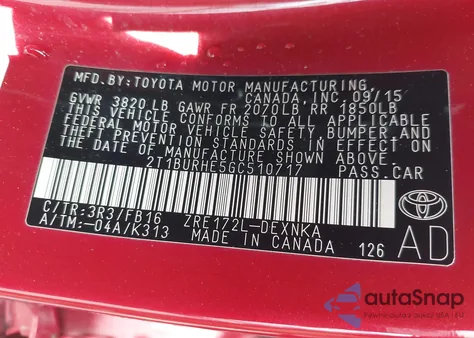 MFD.BY:TOYOTA MOTOR MANUFACTURING
CANADA, INC. 09/15
GVWR 3820 LB GAWR FR 2020LB RR 1850LB
THIS VEHICLE CONFORMS TO ALL APPLICABLE
FEDERAL MOTOR VEHICLE SAFETY, BUMPER, AND
THEFT PREVENTION STANDARDS IN EFFECT ON
THE DATE OF MANUFACTURE SHOWN ABOVE.
2T1BURHE5GC510717 PASS.CAR
C/TR:3R3/FB16 ZRE172L-DEXNKA
A/TM:-04A/K313 MADE IN CANADA 126
TOYOTA
AD
autoSnap